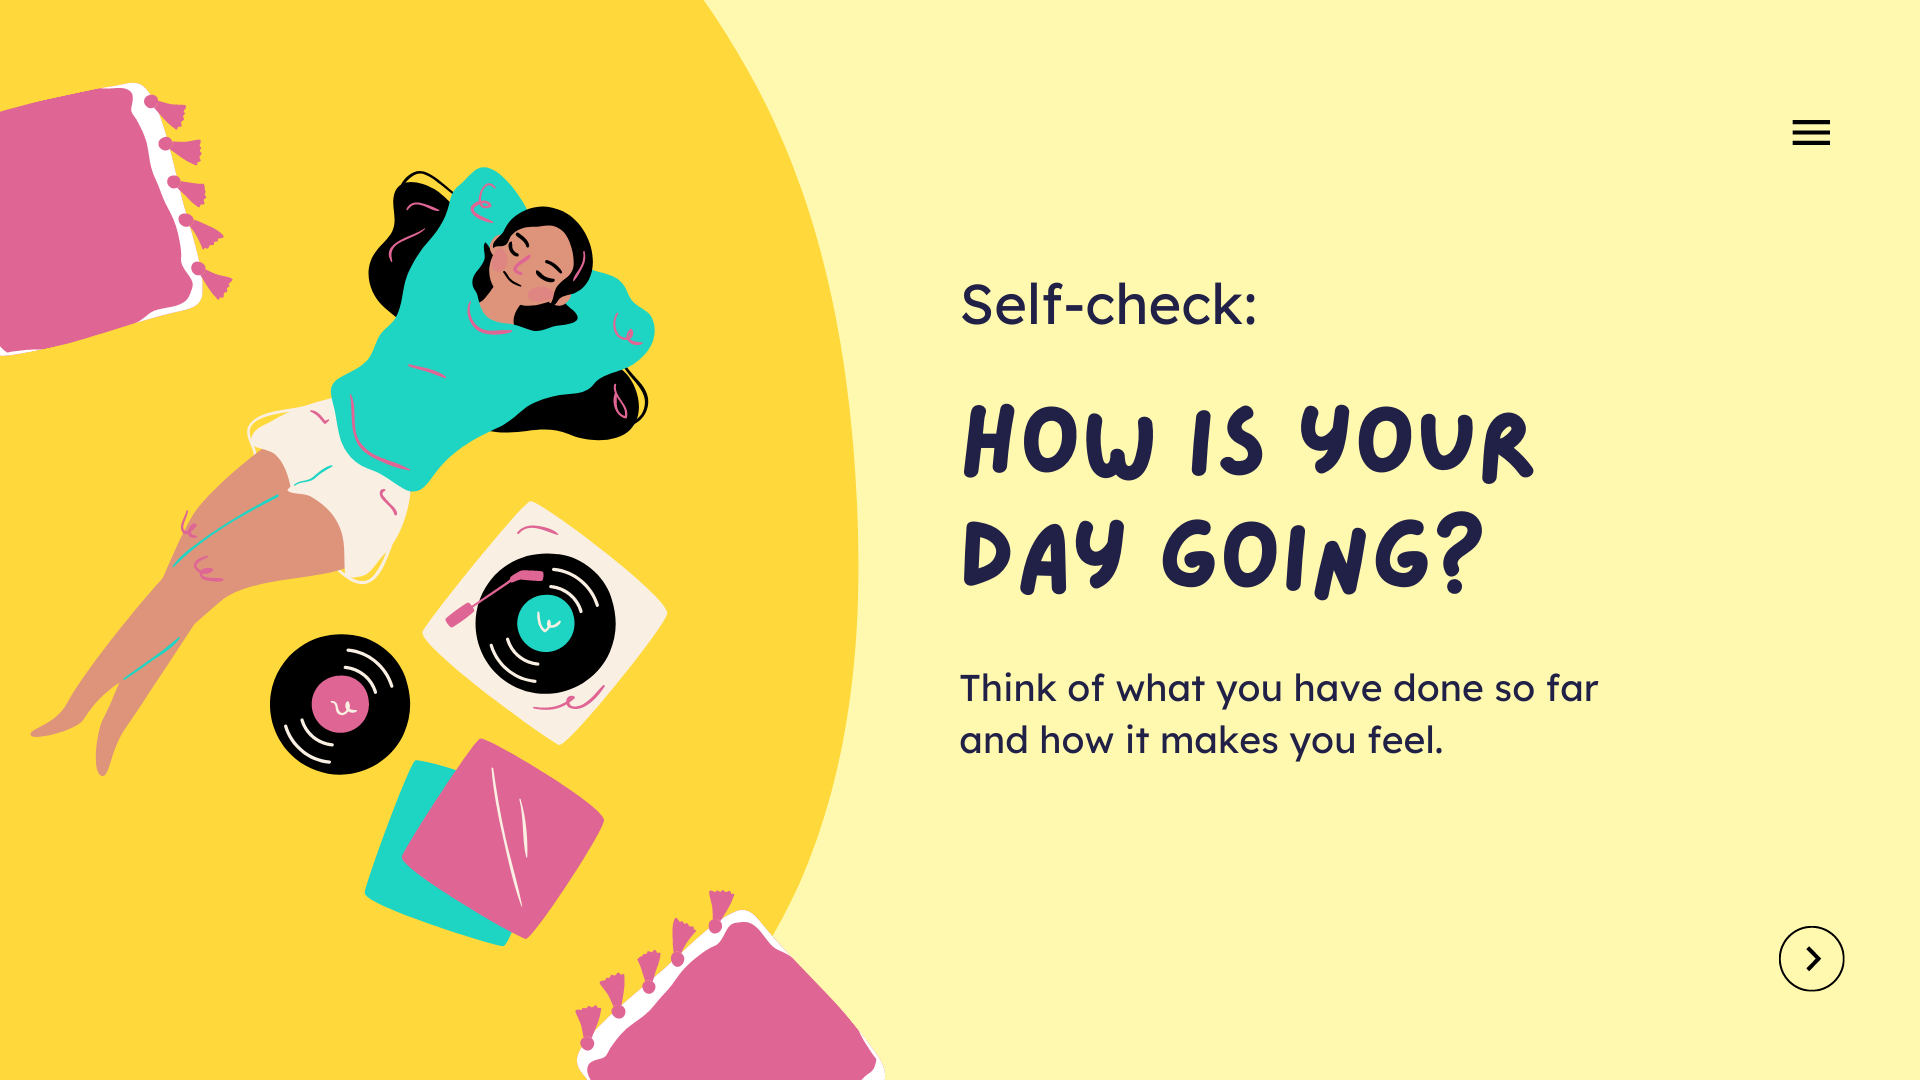 Self-check:
HOW IS YOUR
DAY GOING?
Think of what you have done so far
and how it makes you feel.